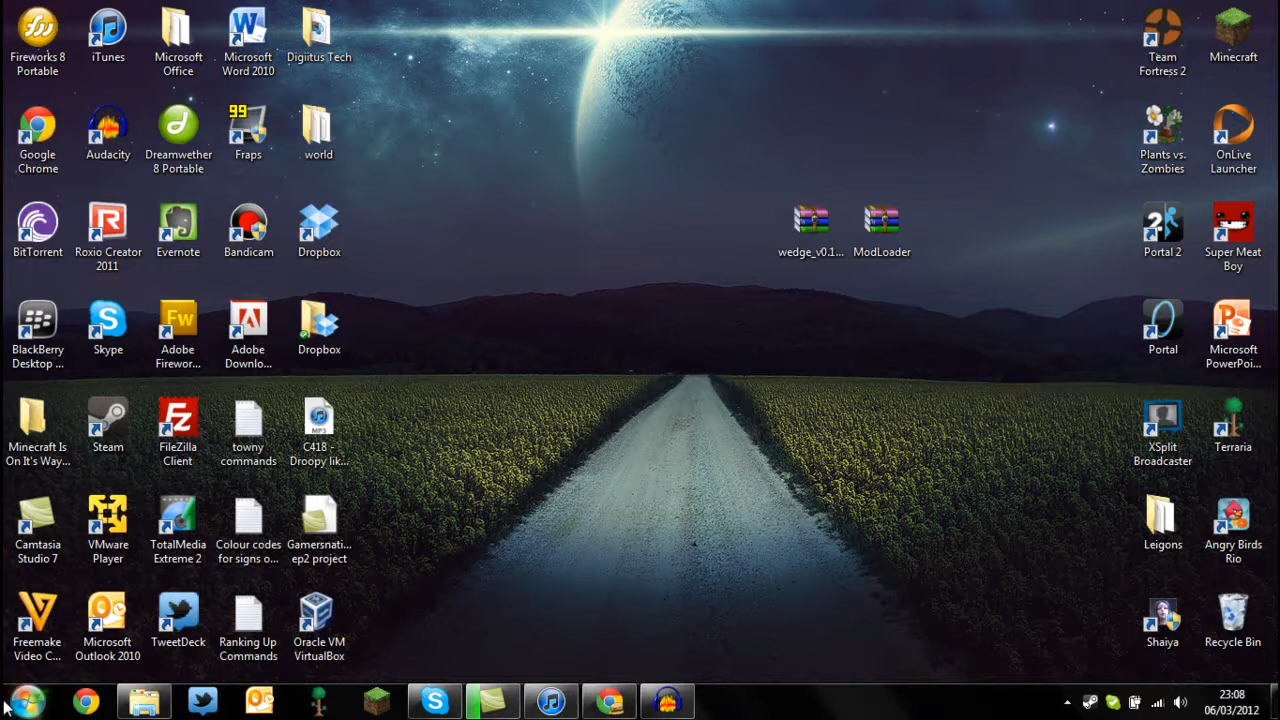 Fireworks 8
Portable
iTunes
Microsoft
Office
Microsoft
Word 2010
Digiitus Tech
Team
Fortress 2
Minecraft
Google
Chrome
Audacity
Dreamwether
8 Portable
99
Fraps
world
Plants vs.
Zombies
OnLive
Launcher
BitTorrent
Roxio Creator
2011
Evernote
Bandicam
Dropbox
wedge_v0.1...
ModLoader
Portal 2
Super Meat
Boy
BlackBerry
Desktop ...
Skype
Fw
Adobe
Firewor...
Adobe
Downlo...
Dropbox
Portal
Microsoft
PowerPoi...
Minecraft Is
On It's Way...
Steam
FileZilla
Client
towny
commands
MP3
C418 -
Droopy lik...
XSplit
Broadcaster
Terraria
Camtasia
Studio 7
VMware
Player
TotalMedia
Extreme 2
Colour codes
for signs o...
Gamersnati...
ep2 project
Leigons
Angry Birds
Rio
Freemake
Video C...
Microsoft
Outlook 2010
TweetDeck
Ranking Up
Commands
Oracle VM
VirtualBox
Shaiya
Recycle Bin
23:08
06/03/2012